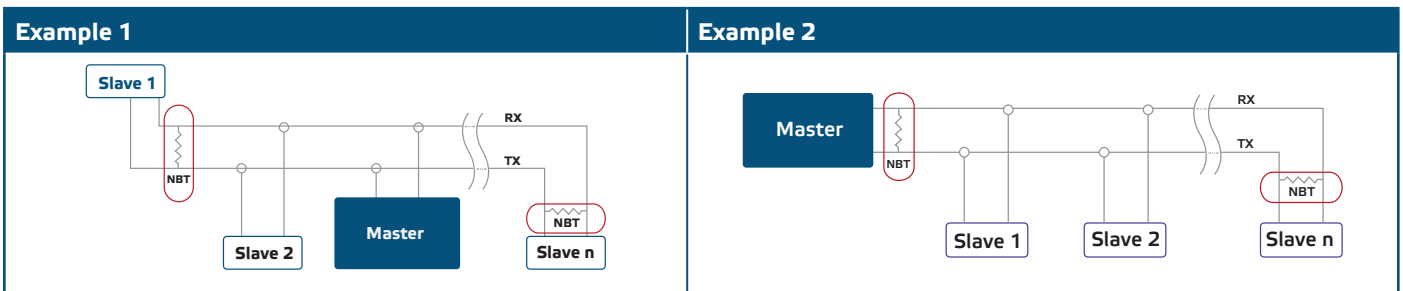 Example 1
Slave 1
RX
TX
NBT
NBT
Slave 2
Master
Slave n
Example 2
Master
RX
TX
NBT
NBT
Slave 1
Slave 2
Slave n